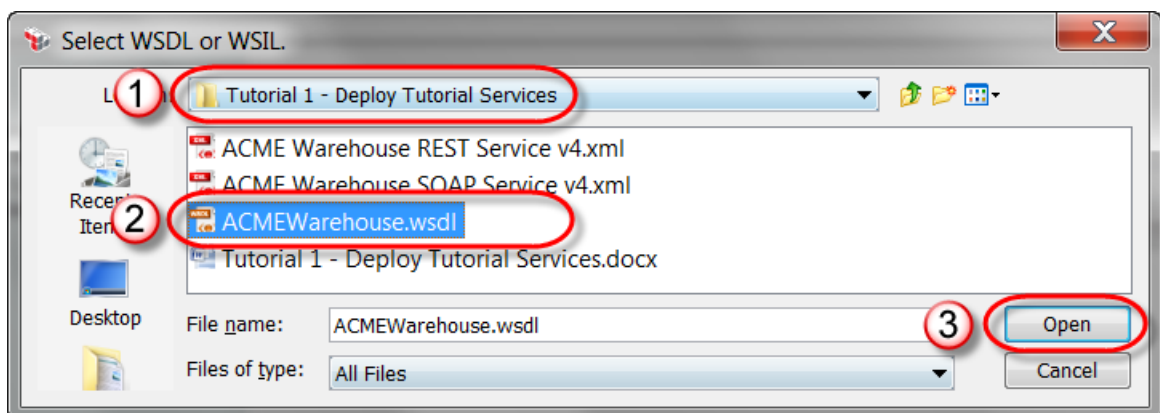 Select WSDL or WSIL.
X
1
Tutorial 1 - Deploy Tutorial Services
ACME Warehouse REST Service v4.xml
ACME Warehouse SOAP Service v4.xml
2
ACMEWarehouse.wsdl
Tutorial 1 - Deploy Tutorial Services.docx
Desktop
File name:
ACMEWarehouse.wsdl
3
Open
Files of type:
All Files
Cancel